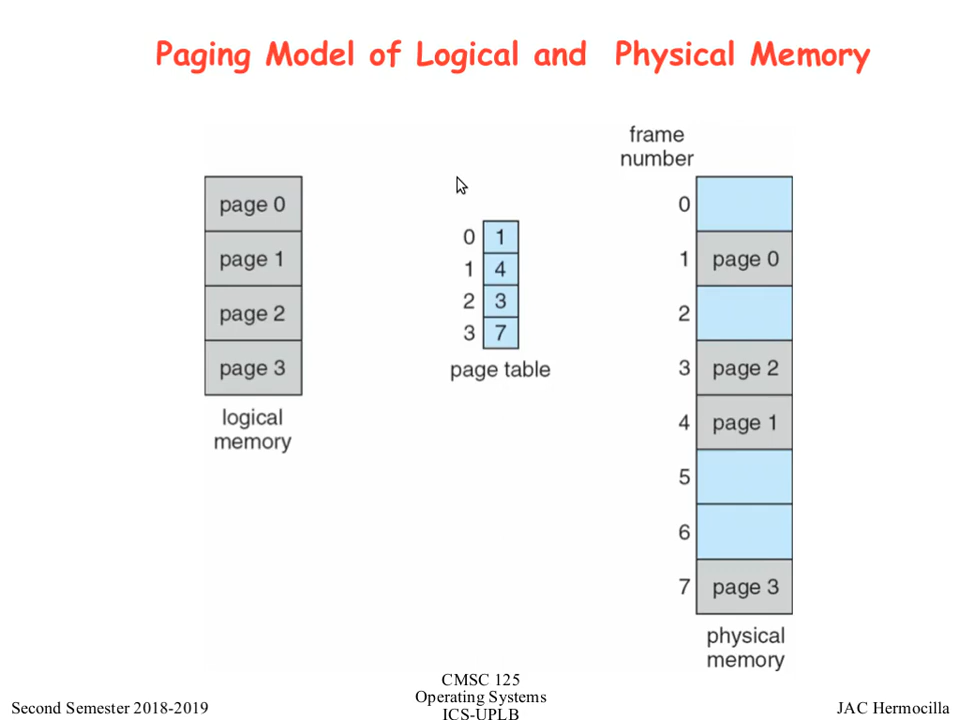 Paging Model of Logical and Physical Memory
page 0
page 1
page 2
page 3
logical
memory
0 1
1 4
2 3
3 7
page table
frame
number
0
1 page 0
2
3 page 2
4 page 1
5
6
7 page 3
physical
memory
Second Semester 2018-2019
CMSC 125
Operating Systems
ICS-UPLB
JAC Hermocilla